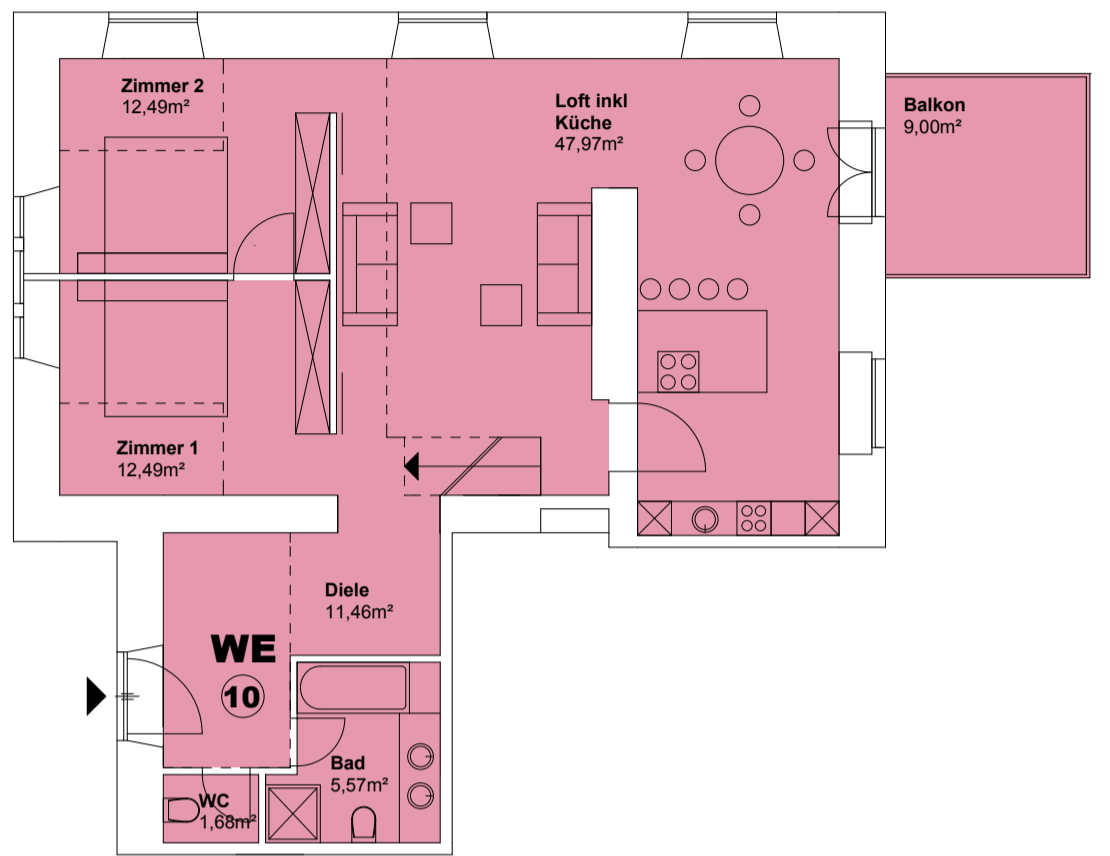 Zimmer 2
12,49m²
Loft inkl
Küche
47,97m²
Balkon
9,00m²
Zimmer 1
12,49m²
Diele
11,46m²
WE
10
Bad
5,57m²
WC
1,68m²